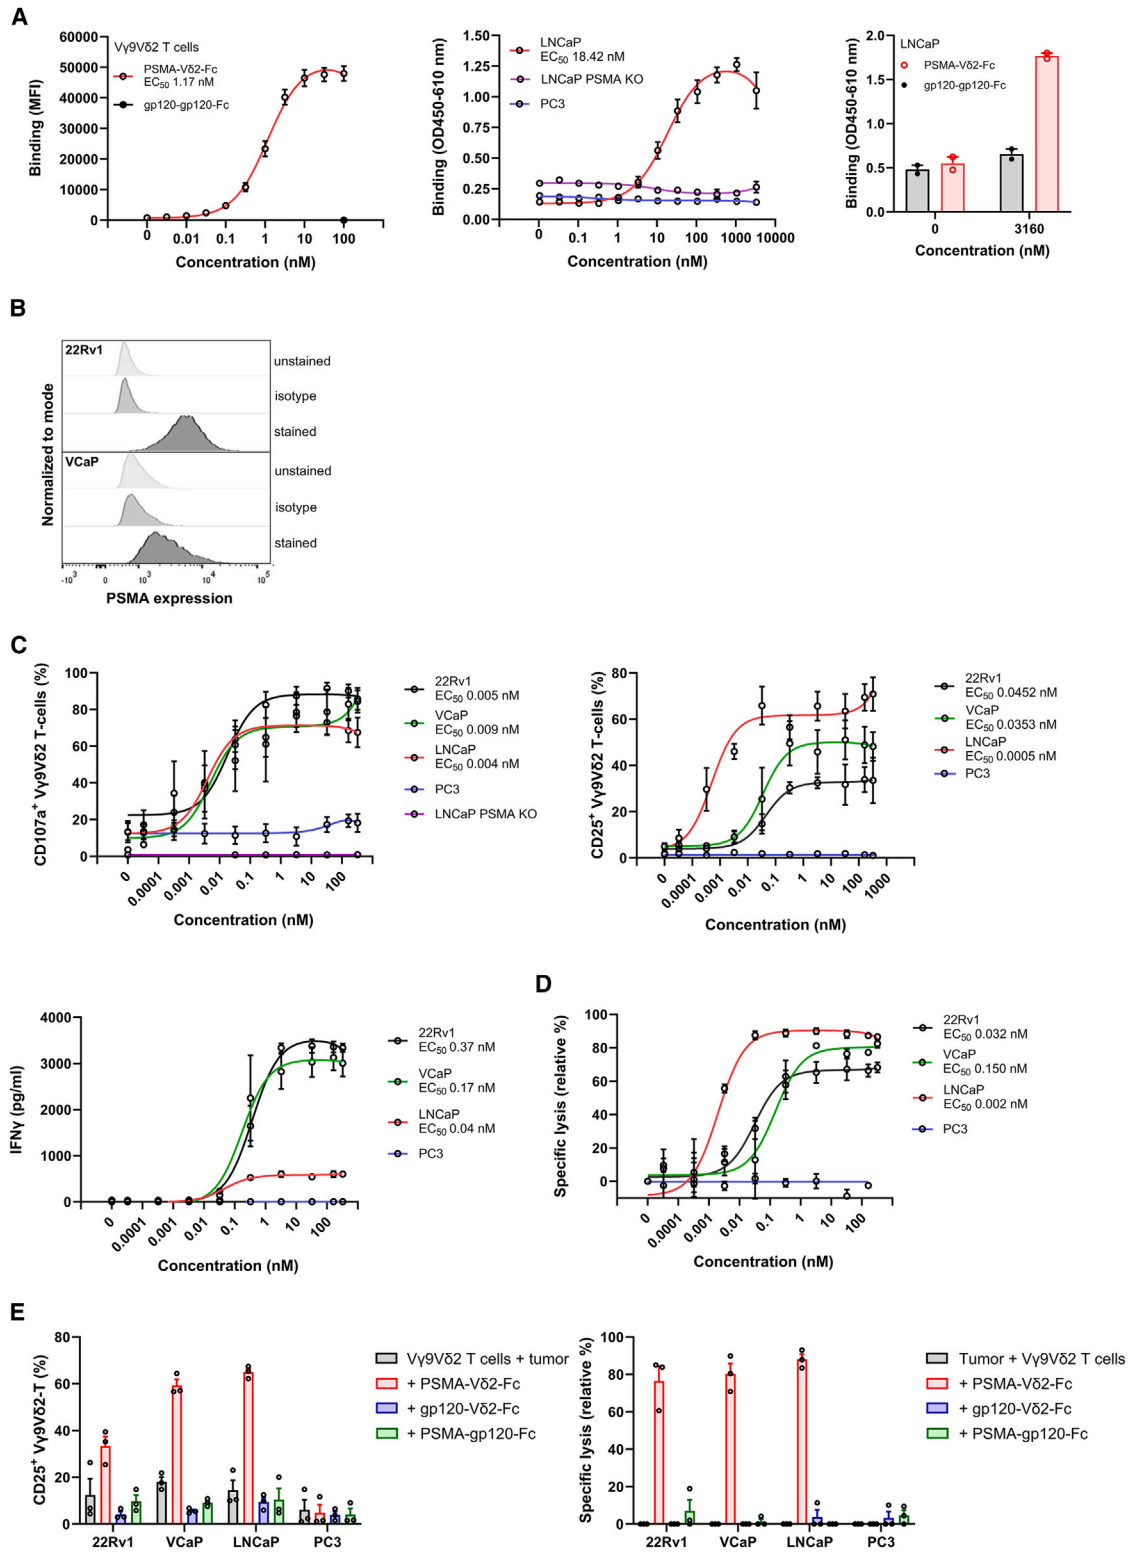 A
Binding (MFI)
60000
50000
40000
30000
20000
10000
0
Vγ9Vδ2 T cells
PSMA-Vδ2-Fc
EC50 1.17 nM
gp120-gp120-Fc
0 0.01 0.1 1 10 100
Concentration (nM)
Binding (OD450-610 nm)
1.50
1.25
1.00
0.75
0.50
0.25
0.00
LNCaP
EC50 18.42 nM
LNCaP PSMA KO
PC3
0 0.1 1 10 100 1000 10000
Concentration (nM)
Binding (OD450-610 nm)
2.0
1.5
1.0
0.5
0.0
LNCaP
PSMA-Vδ2-Fc
gp120-gp120-Fc
0 3160
Concentration (nM)
B
Normalized to mode
22Rv1
unstained
isotype
stained
VCaP
unstained
isotype
stained
-10³ 0 10³ 10⁴ 10⁵
PSMA expression
C
CD107a⁺ Vγ9Vδ2 T-cells (%)
100
80
60
40
20
0
22Rv1
EC50 0.005 nM
VCaP
EC50 0.009 nM
LNCaP
EC50 0.004 nM
PC3
LNCaP PSMA KO
0 0.0001 0.001 0.01 0.1 1 10 100
Concentration (nM)
CD25⁺ Vγ9Vδ2 T-cells (%)
80
60
40
20
0
22Rv1
EC50 0.0452 nM
VCaP
EC50 0.0353 nM
LNCaP
EC50 0.0005 nM
PC3
0 0.0001 0.001 0.01 0.1 1 10 100 1000
Concentration (nM)
IFNγ (pg/ml)
4000
3000
2000
1000
0
22Rv1
EC50 0.37 nM
VCaP
EC50 0.17 nM
LNCaP
EC50 0.04 nM
PC3
0 0.0001 0.001 0.01 0.1 1 10 100
Concentration (nM)
D
Specific lysis (relative %)
100
80
60
40
20
0
22Rv1
EC50 0.032 nM
VCaP
EC50 0.150 nM
LNCaP
EC50 0.002 nM
PC3
0 0.0001 0.001 0.01 0.1 1 10 100
Concentration (nM)
E
CD25⁺ Vγ9Vδ2-T (%)
80
60
40
20
0
22Rv1 VCaP LNCaP PC3
Vγ9Vδ2 T cells + tumor
+ PSMA-Vδ2-Fc
+ gp120-Vδ2-Fc
+ PSMA-gp120-Fc
Specific lysis (relative %)
100
80
60
40
20
0
22Rv1 VCaP LNCaP PC3
Tumor + Vγ9Vδ2 T cells
+ PSMA-Vδ2-Fc
+ gp120-Vδ2-Fc
+ PSMA-gp120-Fc